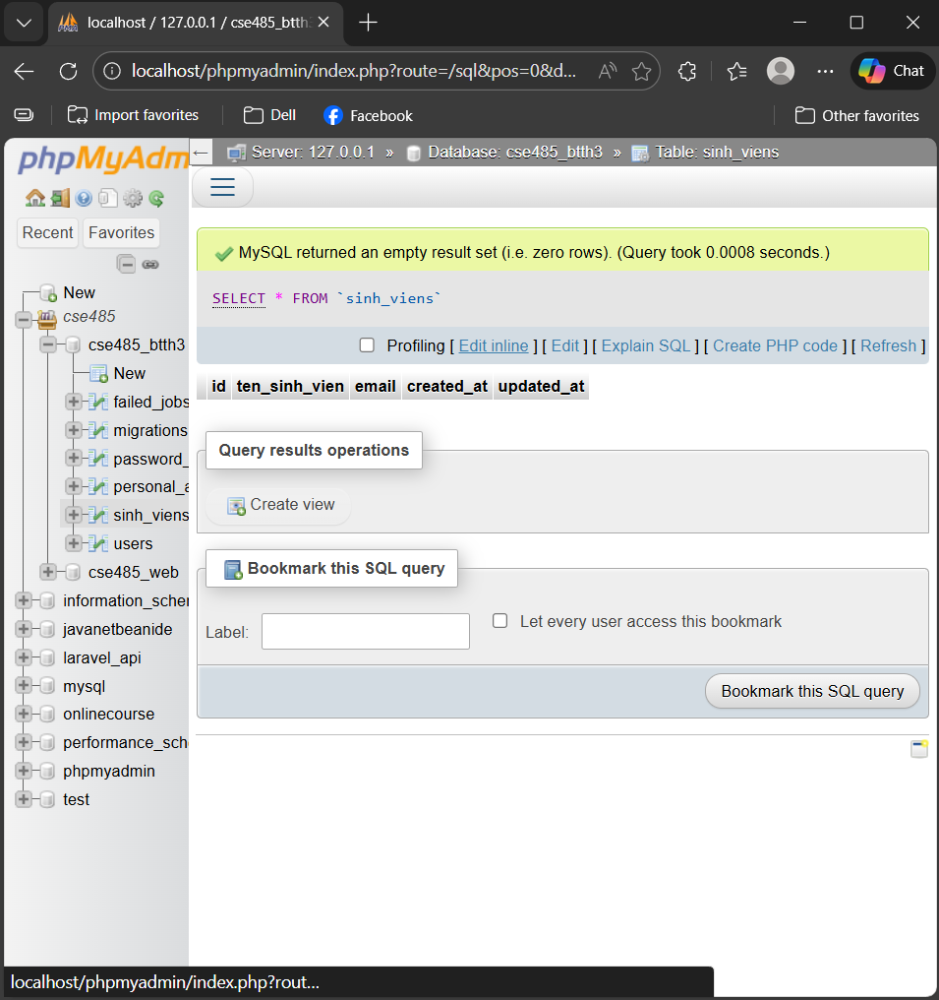 localhost / 127.0.0.1 / cse485_btth3
localhost/phpmyadmin/index.php?route=/sql&pos=0&d...
Chat
Import favorites
Dell
Facebook
Other favorites
phpMyAdm
Server: 127.0.0.1 » Database: cse485_btth3 » Table: sinh_viens
Recent
Favorites
New
cse485
cse485_btth3
New
failed_jobs
migrations
password_
personal_a
sinh_viens
users
cse485_web
information_schem
javanetbeanide
laravel_api
mysql
onlinecourse
performance_sch
phpmyadmin
test
MySQL returned an empty result set (i.e. zero rows). (Query took 0.0008 seconds.)
SELECT * FROM `sinh_viens`
Profiling [ Edit inline ] [ Edit ] [ Explain SQL ] [ Create PHP code ] [ Refresh ]
id ten_sinh_vien email created_at updated_at
Query results operations
Create view
Bookmark this SQL query
Label:
Let every user access this bookmark
Bookmark this SQL query
localhost/phpmyadmin/index.php?rout...